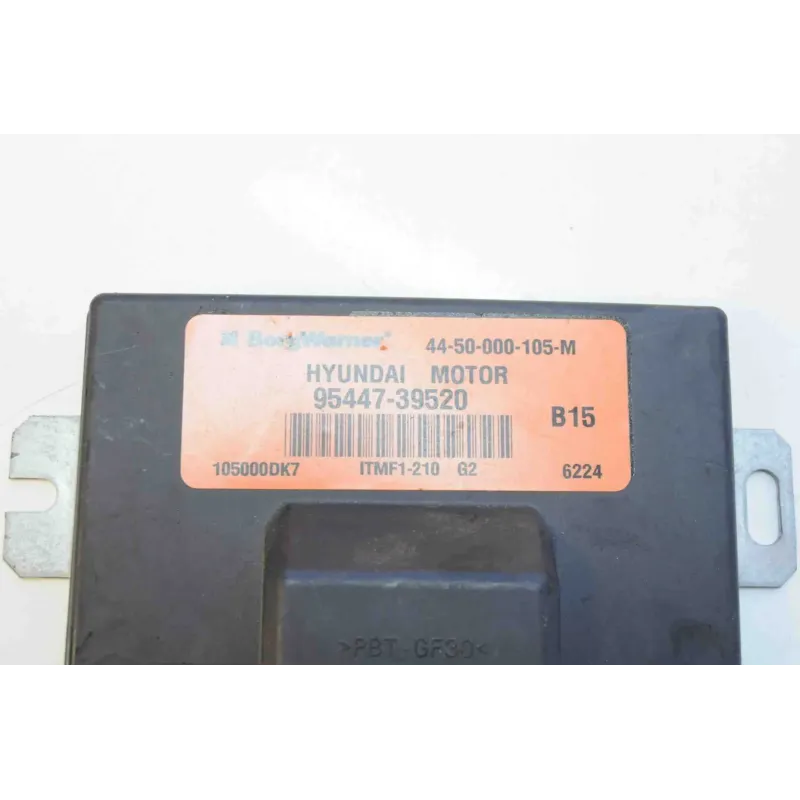 BorgWarner 44-50-000-105-M
HYUNDAI MOTOR
95447-39520
B15
105000DK7 ITMF1-210 G2 6224
>PBT-GF30<